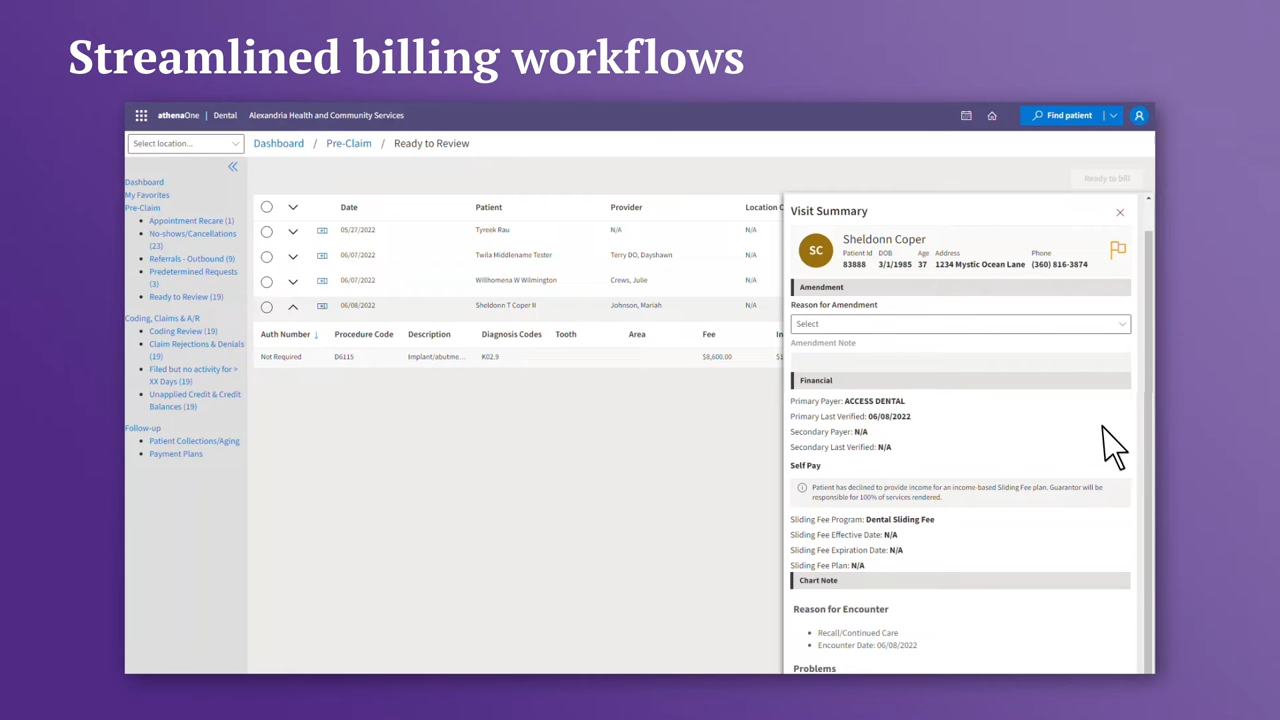 Streamlined billing workflows
athenaOne | Dental Alexandria Health and Community Services Find patient
Select location... Dashboard / Pre-Claim / Ready to Review
Dashboard
My Favorites
Pre-Claim
Appointment Recare (1)
No-shows/Cancellations
(23)
Referrals - Outbound (9)
Predetermined Requests
(3)
Ready to Review (19)
Coding, Claims & A/R
Coding Review (19)
Claim Rejections & Denials
(19)
Filed but no activity for >
XX Days (19)
Unapplied Credit & Credit
Balances (19)
Follow-up
Patient Collections/Aging
Payment Plans
Date Patient Provider Location
05/27/2022 Tyreek Rau N/A N/A
06/07/2022 Twila Middlename Tester Terry DO, Dayshawn N/A
06/07/2022 Willhomena W Wilmington Crews, Julie N/A
06/08/2022 Sheldonn T Coper II Johnson, Mariah N/A
Auth Number Procedure Code Description Diagnosis Codes Tooth Area Fee
Not Required D6115 Implant/abutme... K02.9 $8,600.00
Visit Summary
SC
Sheldonn Coper
Patient Id DOB Age Address Phone
83888 3/1/1985 37 1234 Mystic Ocean Lane (360) 816-3874
Amendment
Reason for Amendment
Select
Amendment Note
Financial
Primary Payer: ACCESS DENTAL
Primary Last Verified: 06/08/2022
Secondary Payer: N/A
Secondary Last Verified: N/A
Self Pay
Patient has declined to provide income for an income-based Sliding Fee plan. Guarantor will be
responsible for 100% of services rendered.
Sliding Fee Program: Dental Sliding Fee
Sliding Fee Effective Date: N/A
Sliding Fee Expiration Date: N/A
Sliding Fee Plan: N/A
Chart Note
Reason for Encounter
Recall/Continued Care
Encounter Date: 06/08/2022
Problems